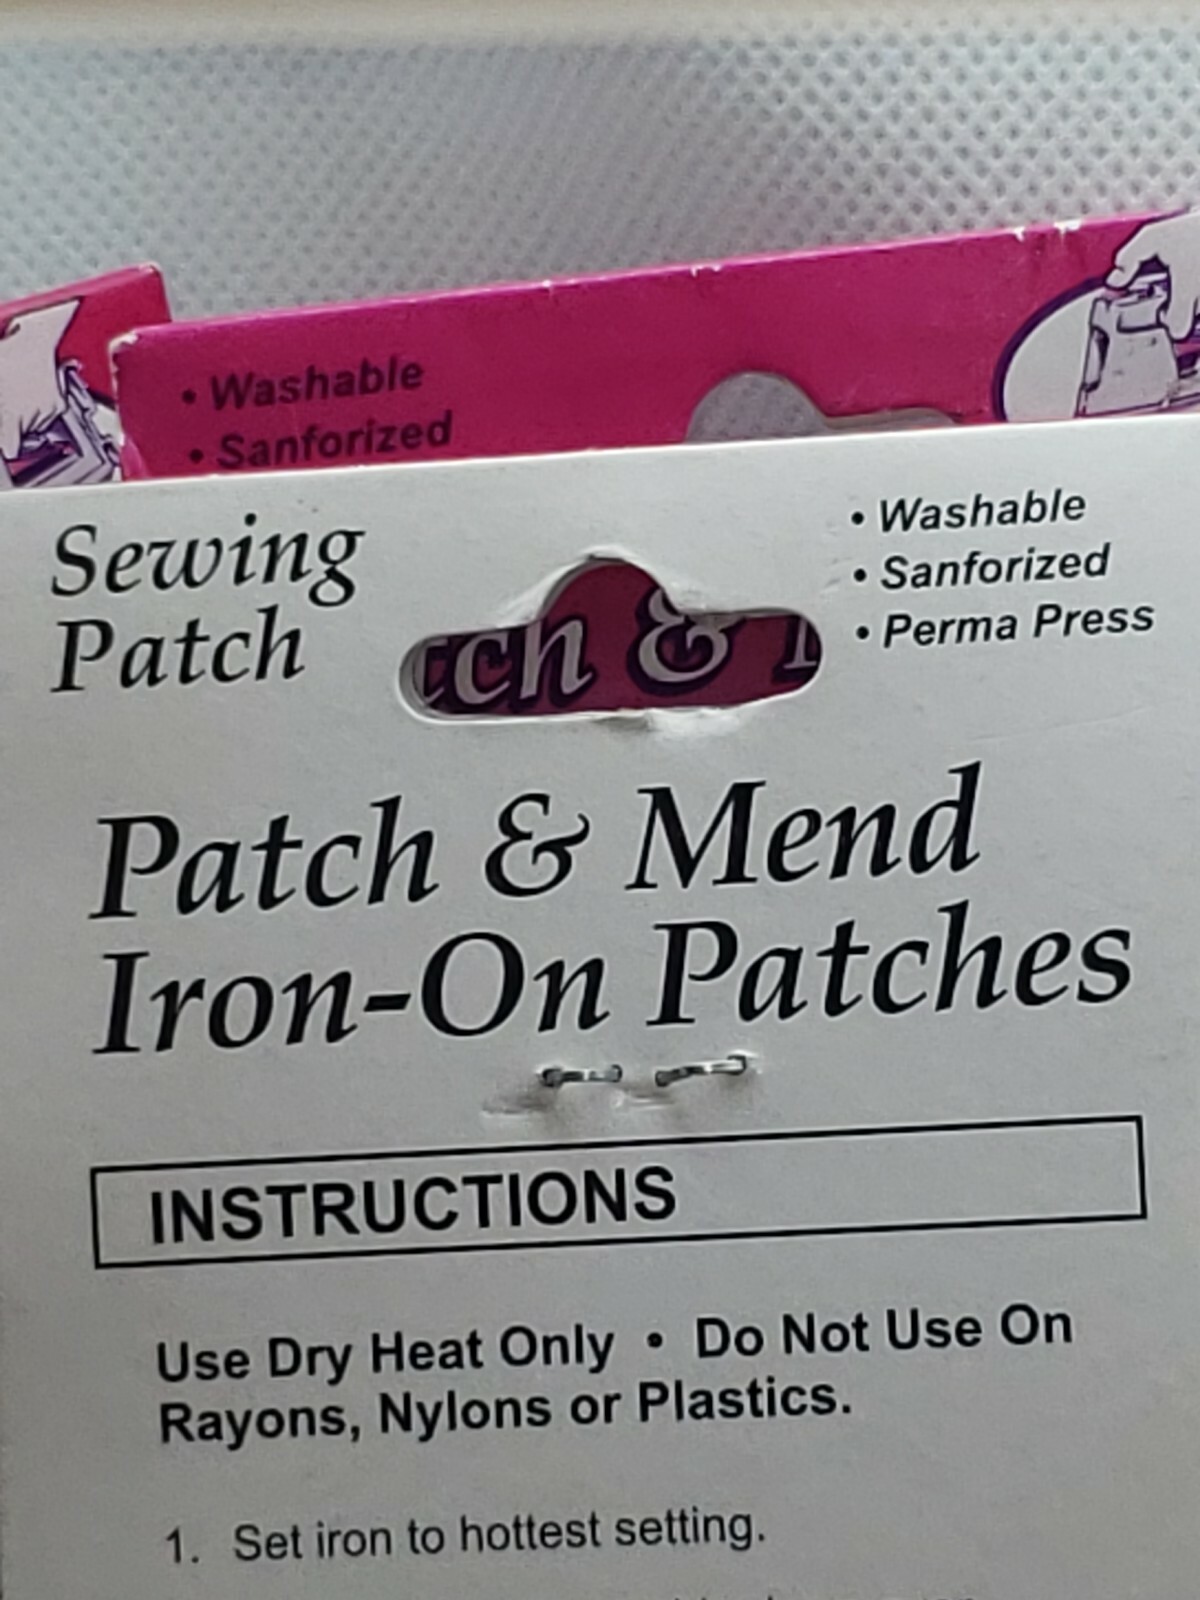 • Washable
• Sanforized
Sewing
Patch
• Washable
• Sanforized
• Perma Press
tch &
Patch & Mend
Iron-On Patches
INSTRUCTIONS
Use Dry Heat Only • Do Not Use On
Rayons, Nylons or Plastics.
1. Set iron to hottest setting.